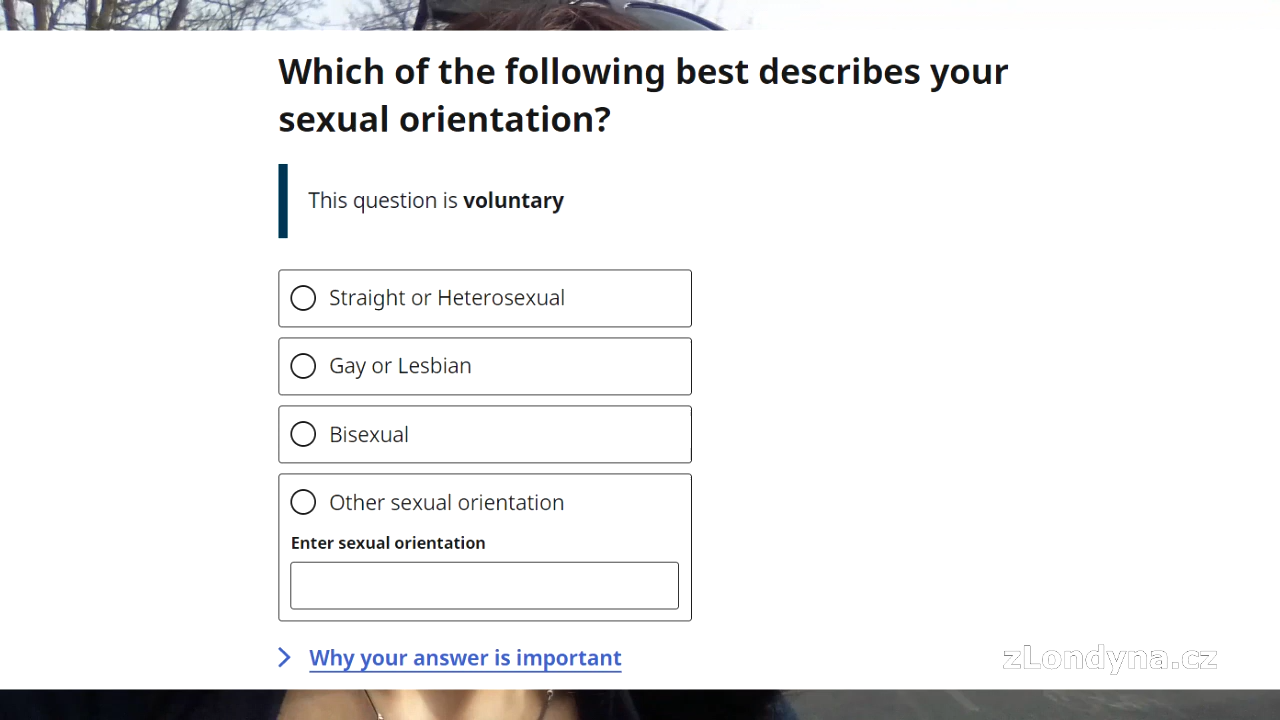 Which of the following best describes your
sexual orientation?
This question is voluntary
Straight or Heterosexual
Gay or Lesbian
Bisexual
Other sexual orientation
Enter sexual orientation
Why your answer is important
zLondyna.cz